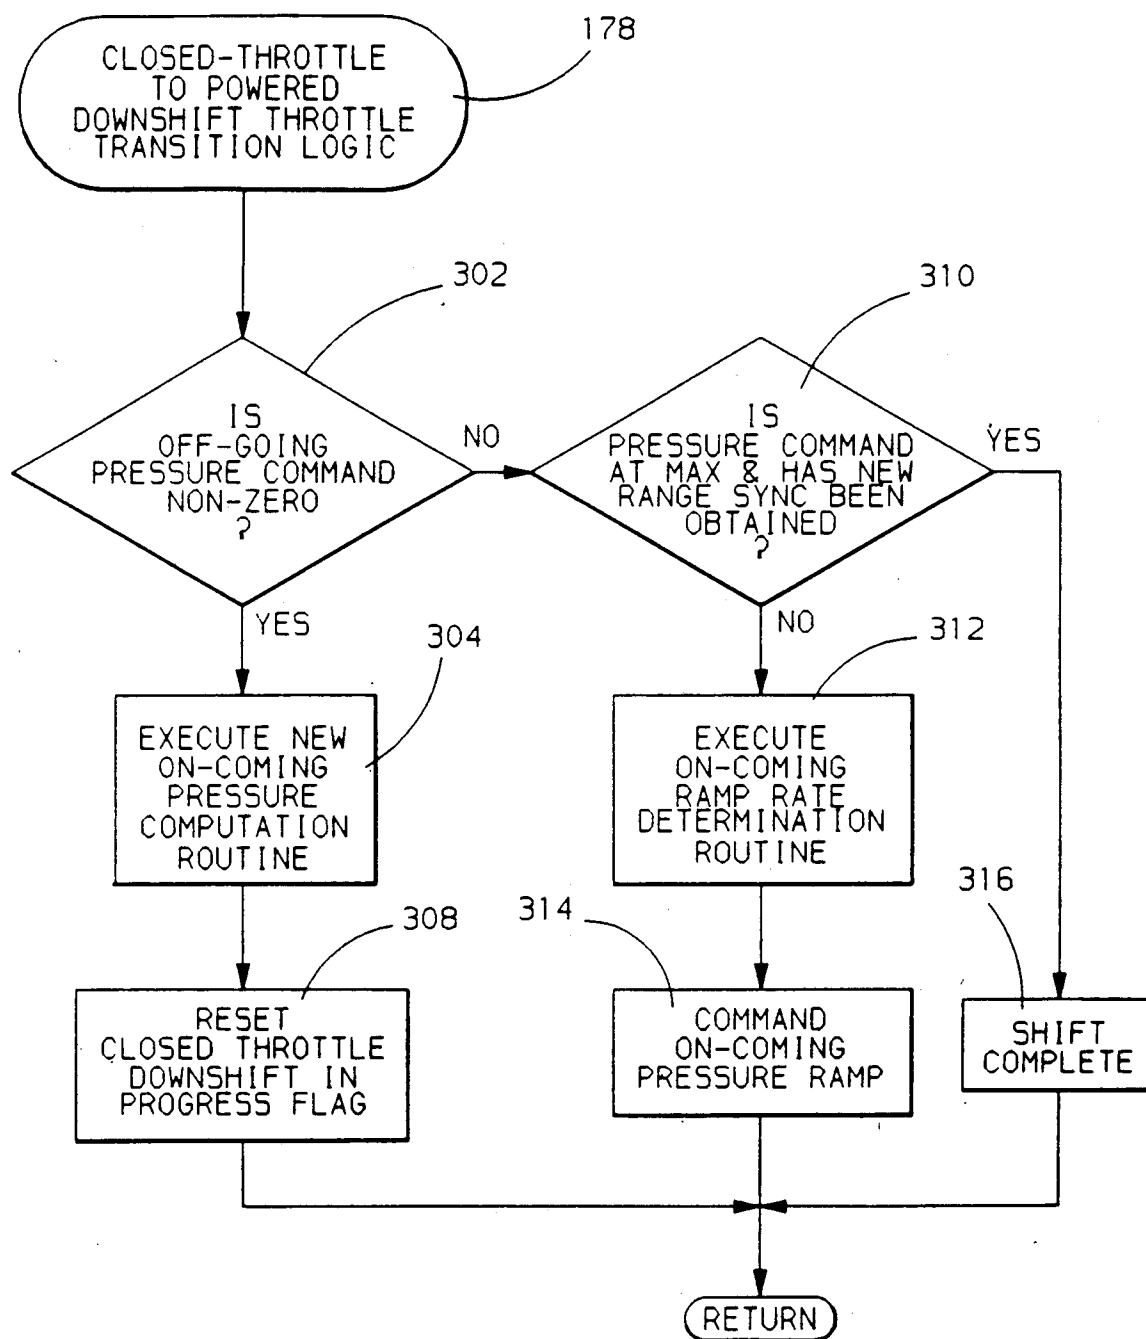 178
CLOSED-THROTTLE
TO POWERED
DOWNSHIFT THROTTLE
TRANSITION LOGIC
302
310
IS
OFF-GOING
PRESSURE COMMAND
NON-ZERO
?
NO
IS
PRESSURE COMMAND
AT MAX & HAS NEW
RANGE SYNC BEEN
OBTAINED
?
YES
YES
NO
304
312
EXECUTE NEW
ON-COMING
PRESSURE
COMPUTATION
ROUTINE
EXECUTE
ON-COMING
RAMP RATE
DETERMINATION
ROUTINE
308
314
316
RESET
CLOSED THROTTLE
DOWNSHIFT IN
PROGRESS FLAG
COMMAND
ON-COMING
PRESSURE RAMP
SHIFT
COMPLETE
RETURN